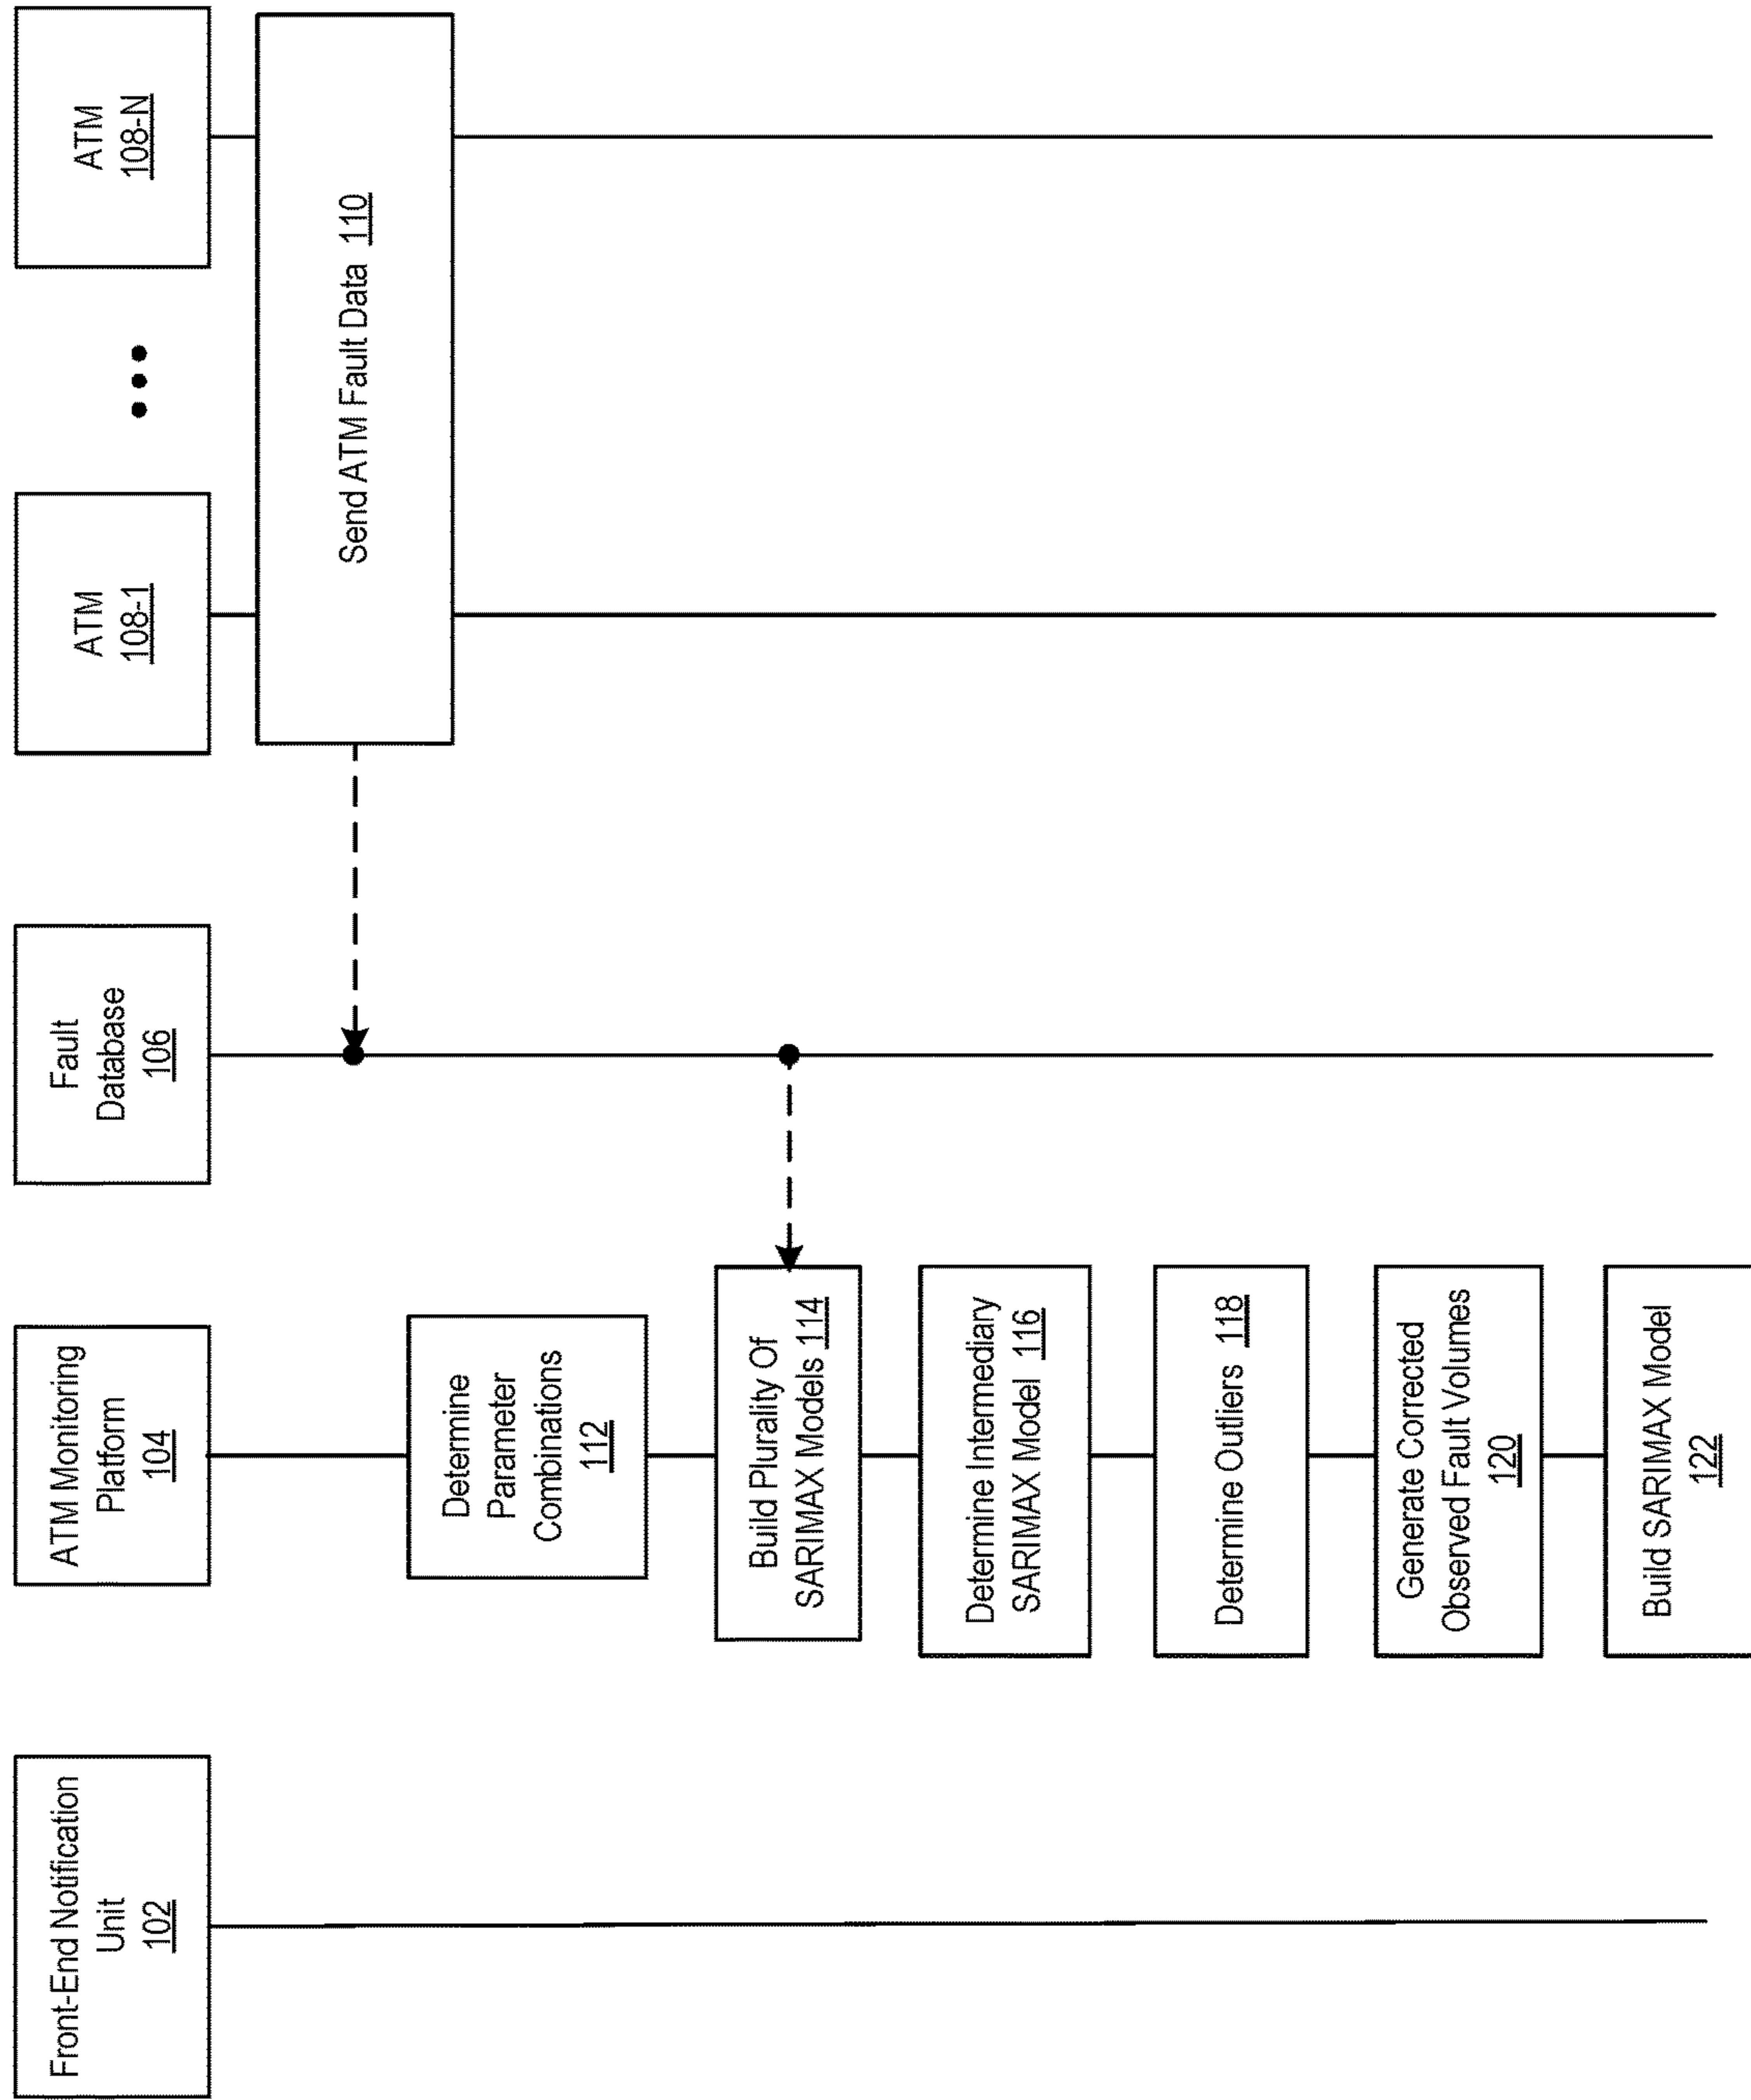 Front-End Notification
Unit
102
ATM Monitoring
Platform
104
Fault
Database
106
ATM
108-1
ATM
108-N
Send ATM Fault Data 110
Determine
Parameter
Combinations
112
Build Plurality Of
SARIMAX Models 114
Determine Intermediary
SARIMAX Model 116
Determine Outliers 118
Generate Corrected
Observed Fault Volumes
120
Build SARIMAX Model
122